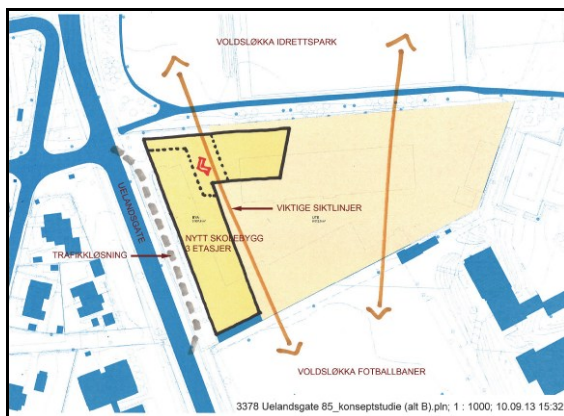 VOLDSLØKKA IDRETTSPARK
UELANDSGATE
VIKTIGE SIKTLINJER
NYTT SKOLEBYGG
3 ETASJER
TRAFIKKLØSNING
VOLDSLØKKA FOTBALLBANER
3378 Uelandsgate 85_konseptstudie (alt B).pln; 1 : 1000; 10.09.13 15:32